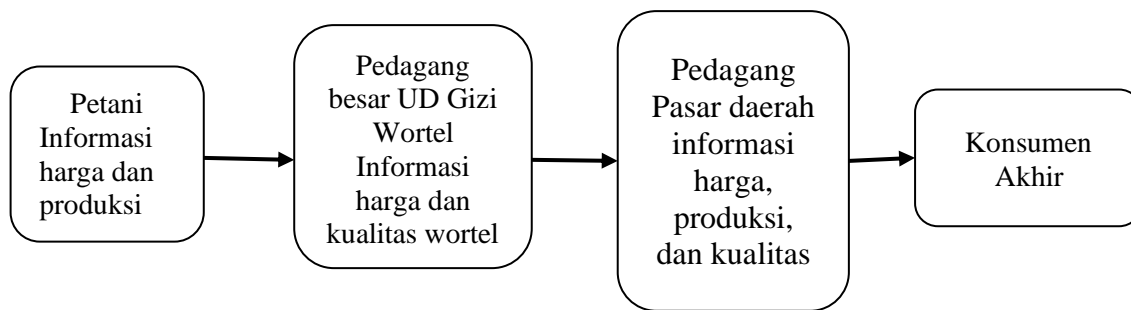 Petani
Informasi
harga dan
produksi
Pedagang
besar UD Gizi
Wortel
Informasi
harga dan
kualitas wortel
Pedagang
Pasar daerah
informasi
harga,
produksi,
dan kualitas
Konsumen
Akhir